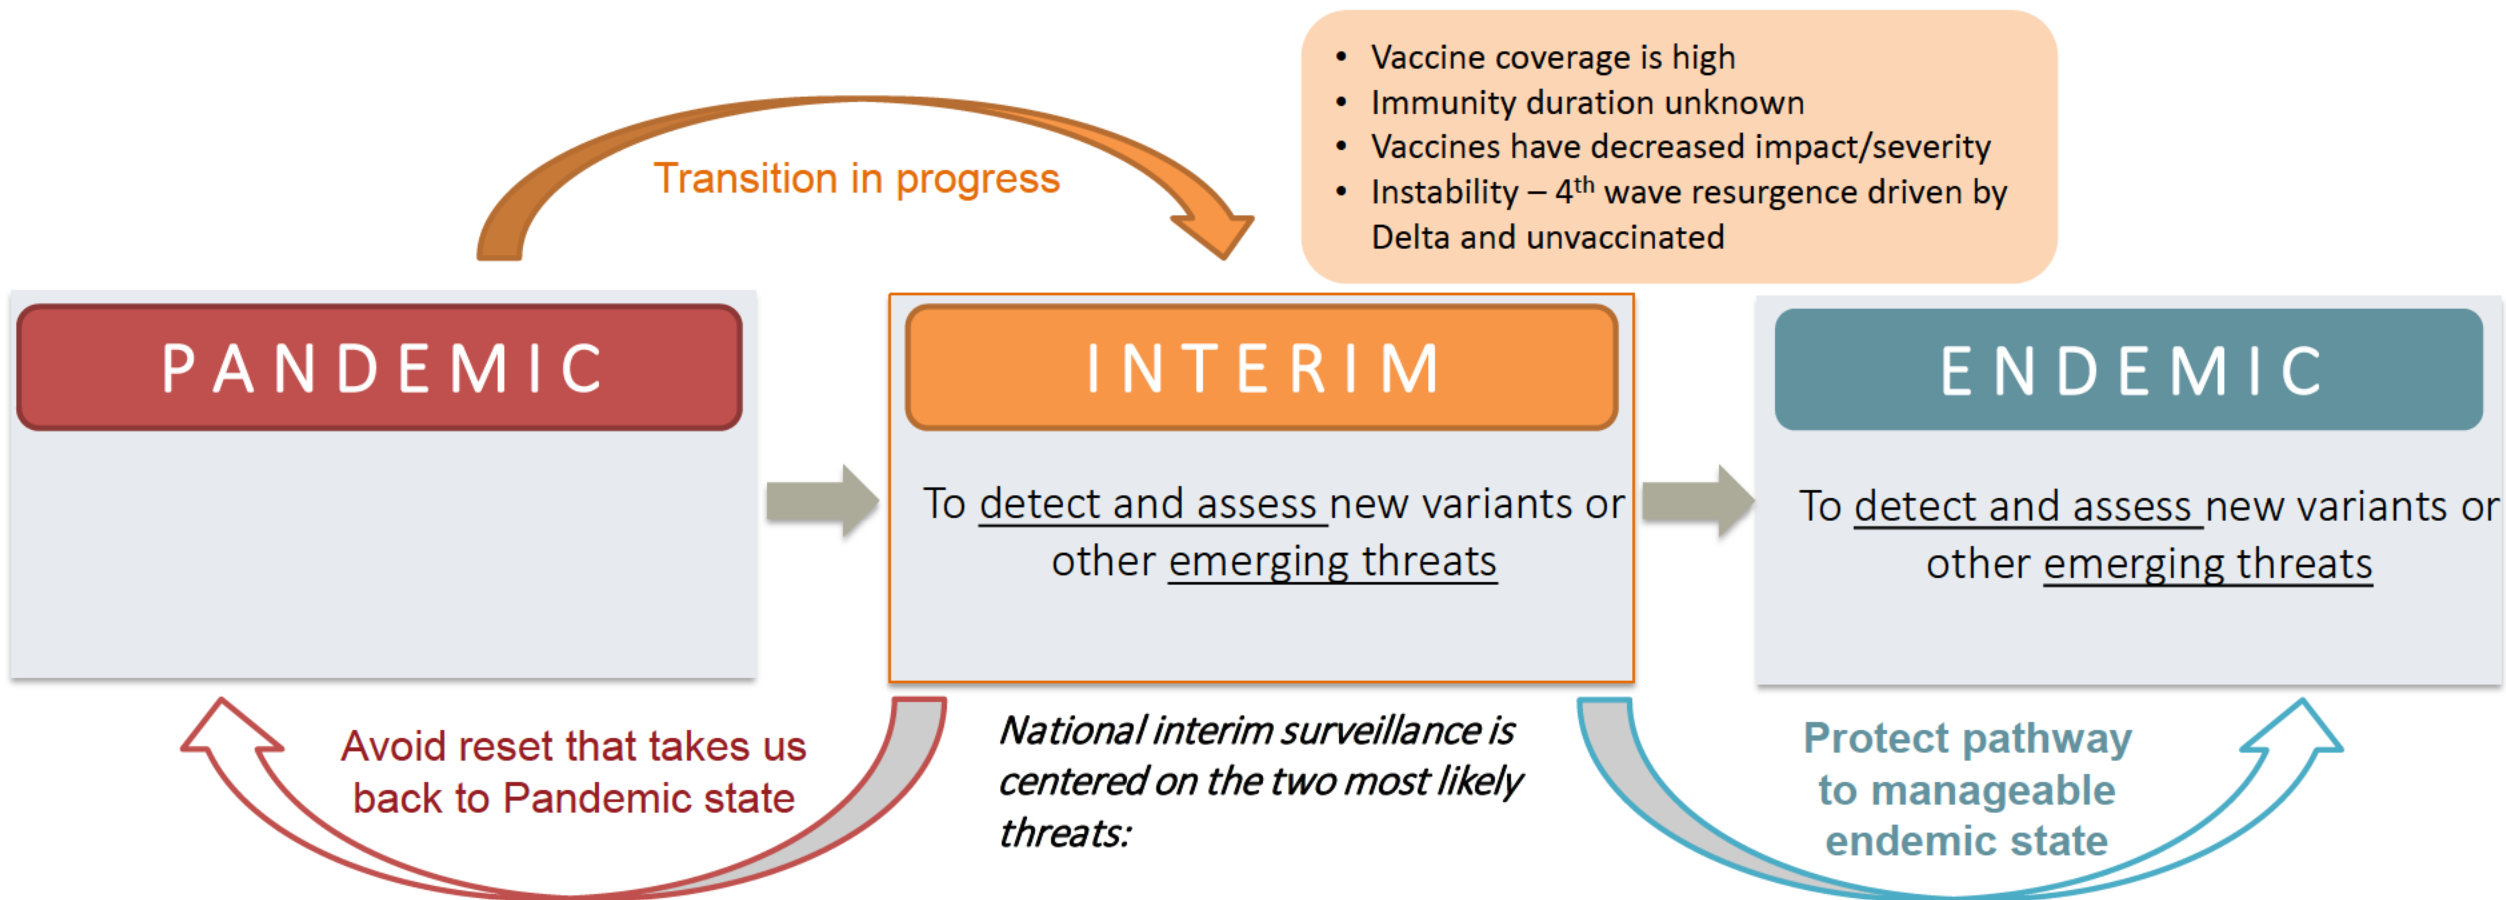 • Vaccine coverage is high
• Immunity duration unknown
• Vaccines have decreased impact/severity
• Instability – 4th wave resurgence driven by
Delta and unvaccinated
Transition in progress
PANDEMIC
INTERIM
To detect and assess new variants or
other emerging threats
ENDEMIC
To detect and assess new variants or
other emerging threats
Avoid reset that takes us
back to Pandemic state
National interim surveillance is
centered on the two most likely
threats:
Protect pathway
to manageable
endemic state